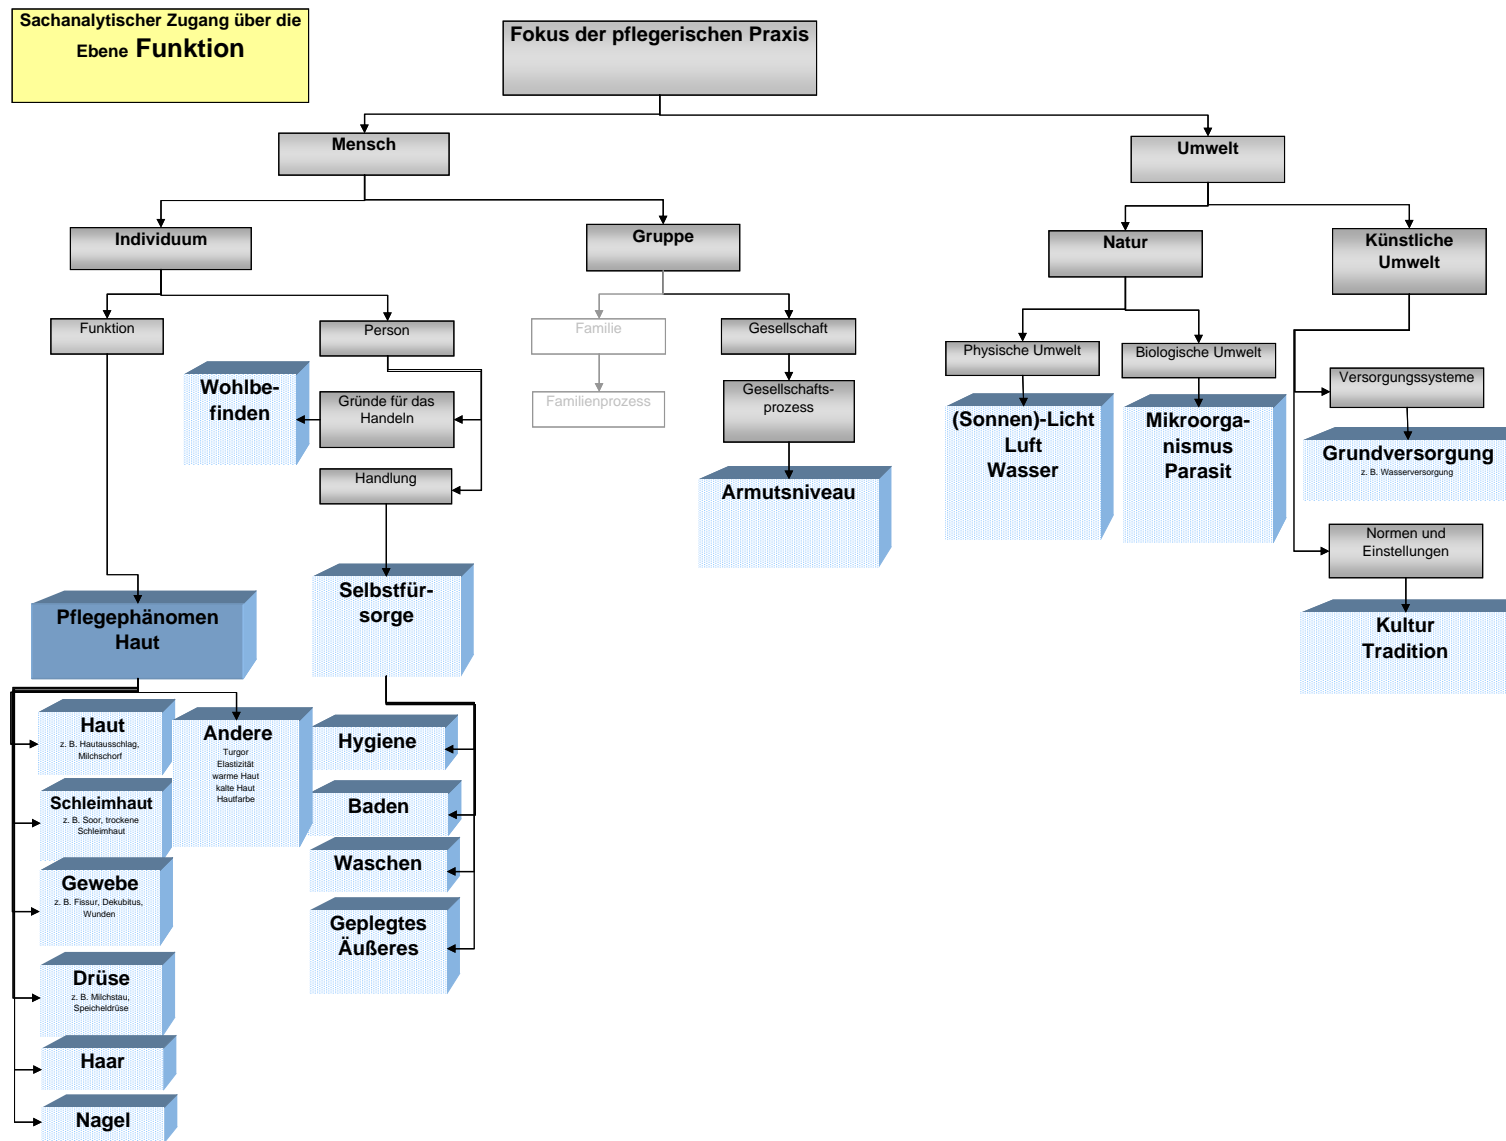 Sachanalytischer Zugang über die
Ebene Funktion
Fokus der pflegerischen Praxis
Mensch
Umwelt
Individuum
Gruppe
Natur
Künstliche
Umwelt
Funktion
Person
Familie
Gesellschaft
Physische Umwelt
Biologische Umwelt
Versorgungssysteme
Wohlbe-
finden
Gründe für das
Handeln
Familienprozess
Gesellschafts-
prozess
(Sonnen)-Licht
Luft
Wasser
Mikroorga-
nismus
Parasit
Grundversorgung
z. B. Wasserversorgung
Handlung
Armutsniveau
Normen und
Einstellungen
Pflegephänomen
Haut
Selbstfür-
sorge
Kultur
Tradition
Haut
z. B. Hautausschlag,
Milchschorf
Andere
Turgor
Elastizität
warme Haut
kalte Haut
Hautfarbe
Hygiene
Schleimhaut
z. B. Soor, trockene
Schleimhaut
Baden
Gewebe
z. B. Fissur, Dekubitus,
Wunden
Waschen
Geplegtes
Äußeres
Drüse
z. B. Milchstau,
Speicheldrüse
Haar
Nagel